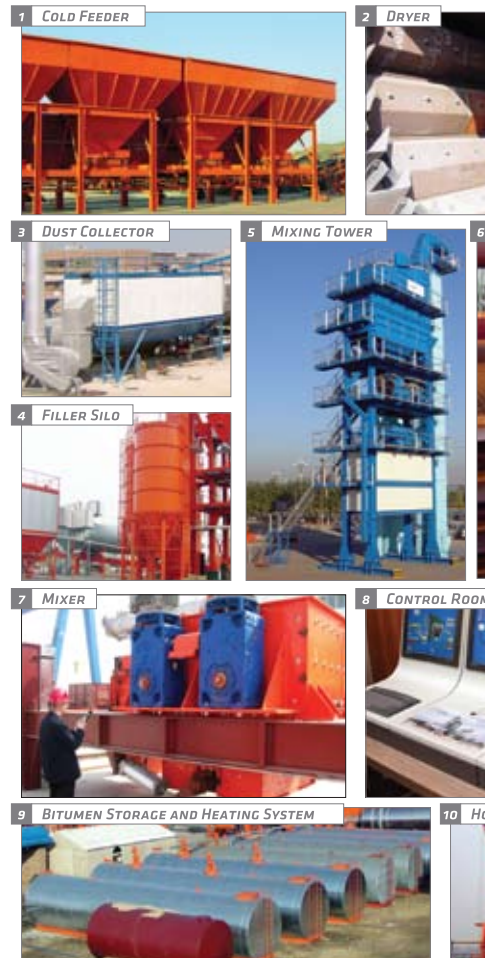 1 COLD FEEDER
2 DRYER
3 DUST COLLECTOR
4 FILLER SILO
5 MIXING TOWER
6
7 MIXER
8 CONTROL ROOM
9 BITUMEN STORAGE AND HEATING SYSTEM
10